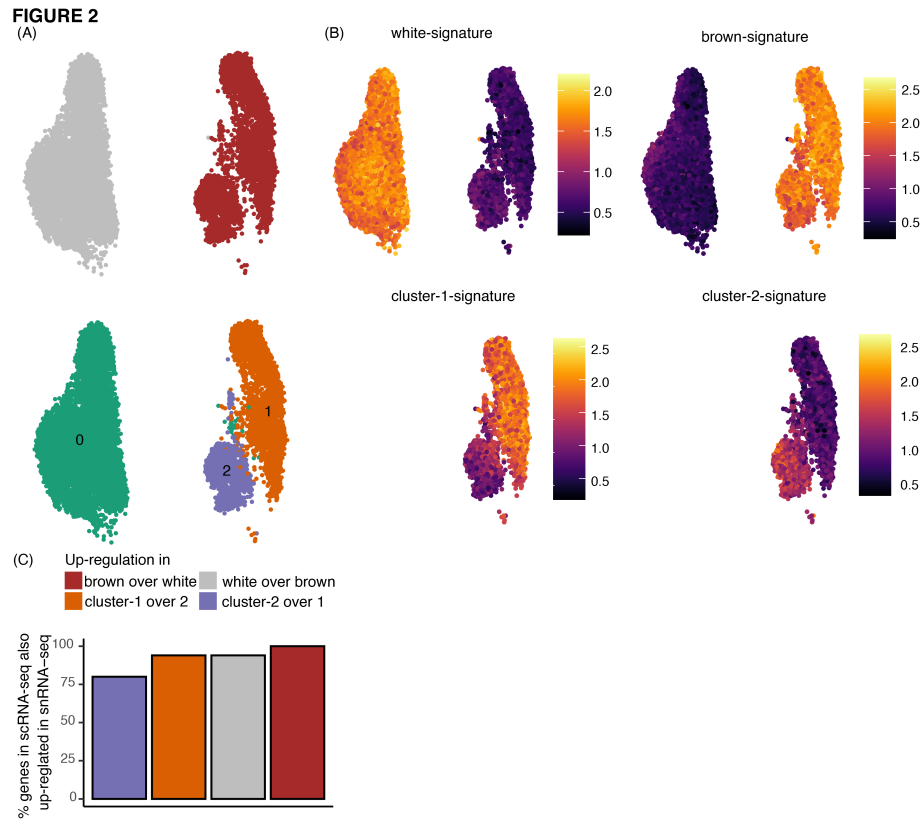 FIGURE 2
(A)
(B)
white-signature
brown-signature
2.0
1.5
1.0
0.5
2.5
2.0
1.5
1.0
0.5
0
1
2
cluster-1-signature
cluster-2-signature
2.5
2.0
1.5
1.0
0.5
2.5
2.0
1.5
1.0
0.5
(C)
Up-regulation in
brown over white
white over brown
cluster-1 over 2
cluster-2 over 1
% genes in scRNA-seq also
up-reglated in snRNA−seq
100
75
50
25
0